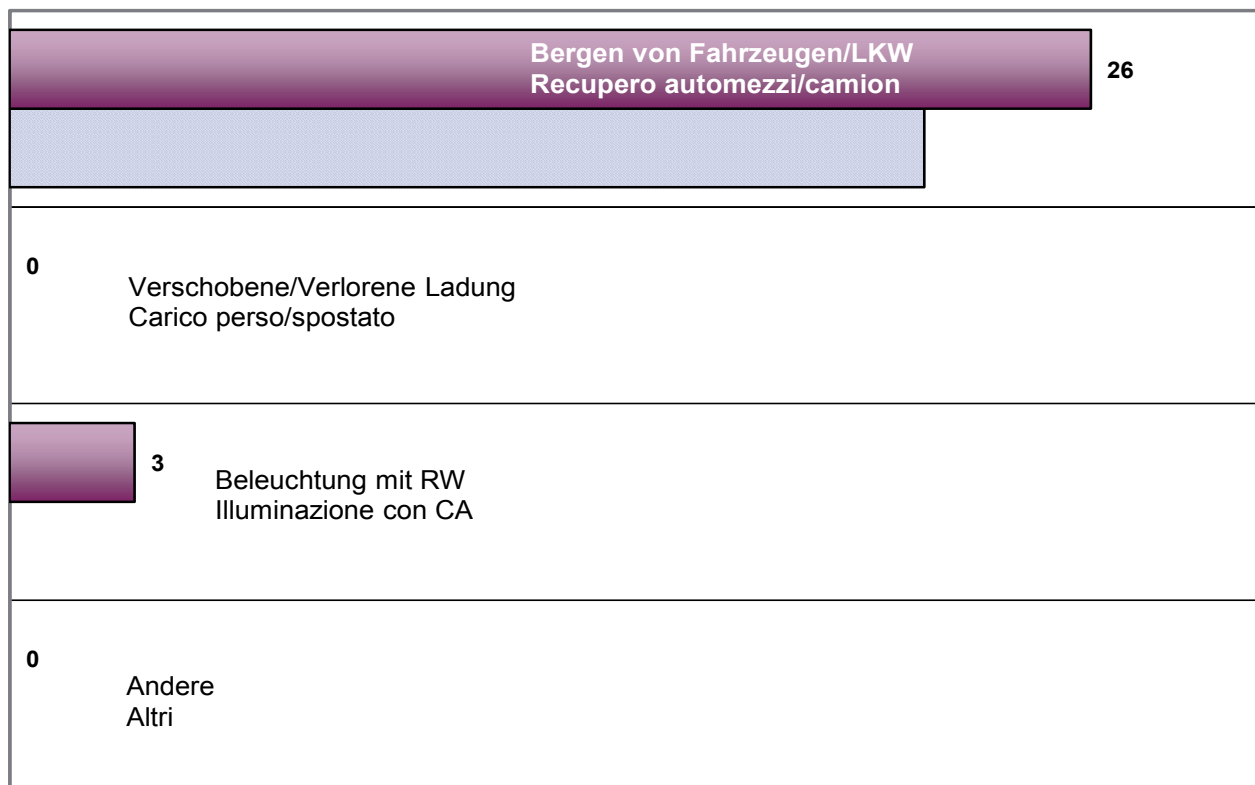 Bergen von Fahrzeugen/LKW
Recupero automezzi/camion
26
0
Verschobene/Verlorene Ladung
Carico perso/spostato
3
Beleuchtung mit RW
Illuminazione con CA
0
Andere
Altri